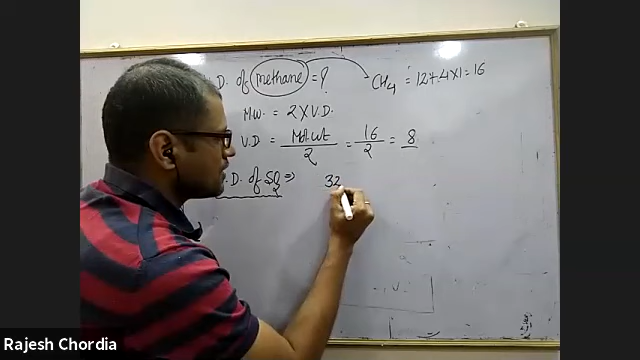 .D. of methane = ? CH4 = 12+4×1 = 16
M.W. = 2 X V.D.
V.D = Mol.wt / 2 = 16 / 2 = 8
.D. of SO2 ⇒ 32
Rajesh Chordia